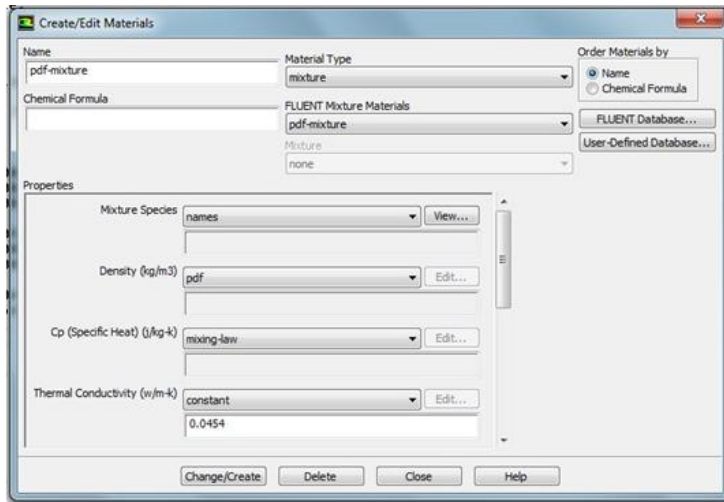 Create/Edit Materials
Name
pdf-mixture
Chemical Formula
Material Type
mixture
FLUENT Mixture Materials
pdf-mixture
Mixture
none
Order Materials by
Name
Chemical Formula
FLUENT Database...
User-Defined Database...
Properties
Mixture Species names View...
Density (kg/m3) pdf Edit...
Cp (Specific Heat) (j/kg-k) mixing-law Edit...
Thermal Conductivity (w/m-k) constant Edit...
0.0454
Change/Create Delete Close Help